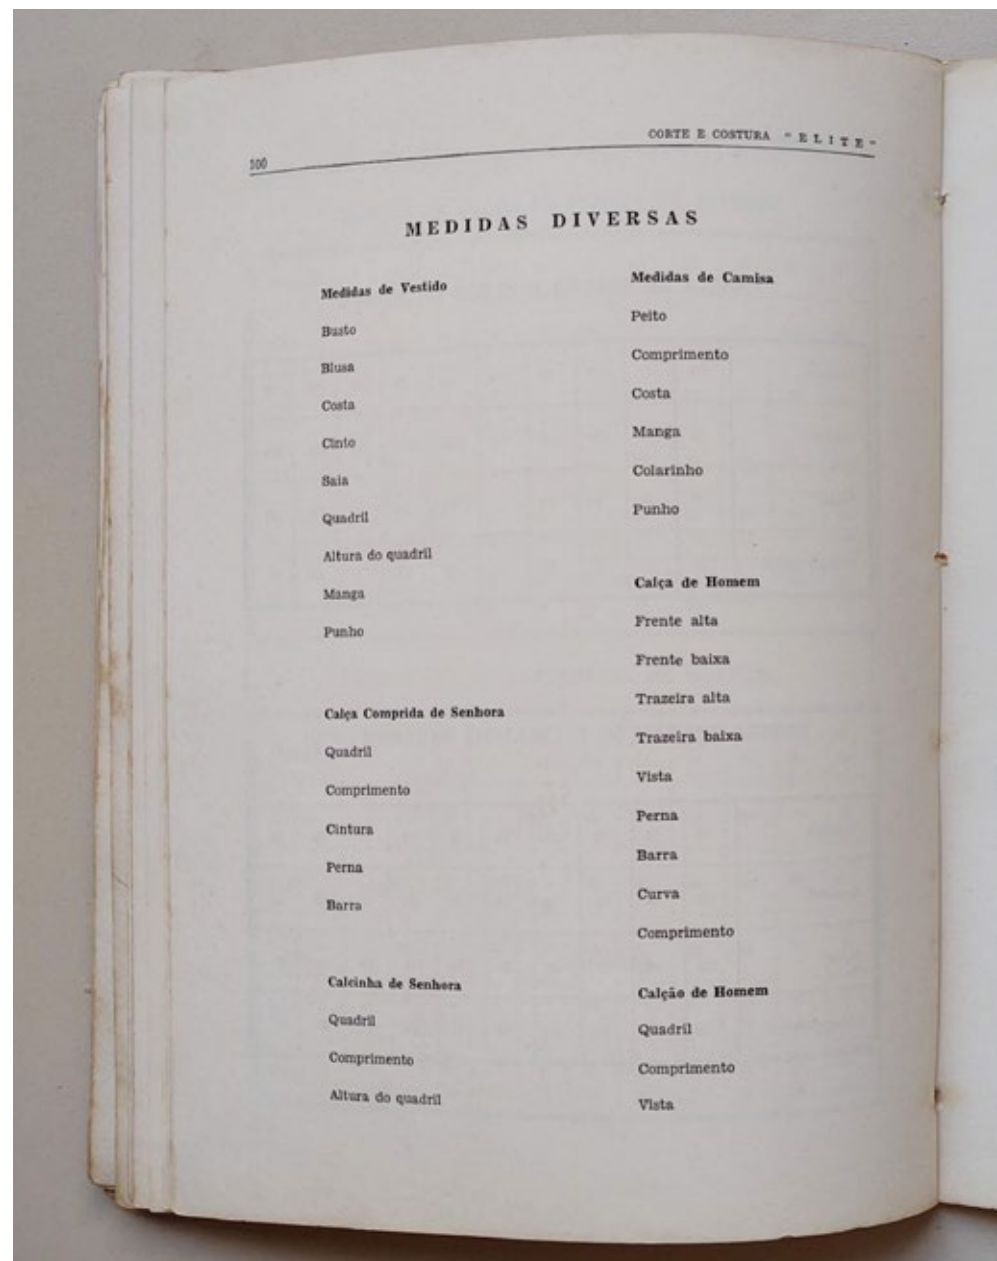 100
CORTE E COSTURA "ELITE"
MEDIDAS DIVERSAS
Medidas de Vestido
Busto
Blusa
Costa
Cinto
Saia
Quadril
Altura do quadril
Manga
Punho
Calça Comprida de Senhora
Quadril
Comprimento
Cintura
Perna
Barra
Calcinha de Senhora
Quadril
Comprimento
Altura do quadril
Medidas de Camisa
Peito
Comprimento
Costa
Manga
Colarinho
Punho
Calça de Homem
Frente alta
Frente baixa
Trazeira alta
Trazeira baixa
Vista
Perna
Barra
Curva
Comprimento
Calção de Homem
Quadril
Comprimento
Vista